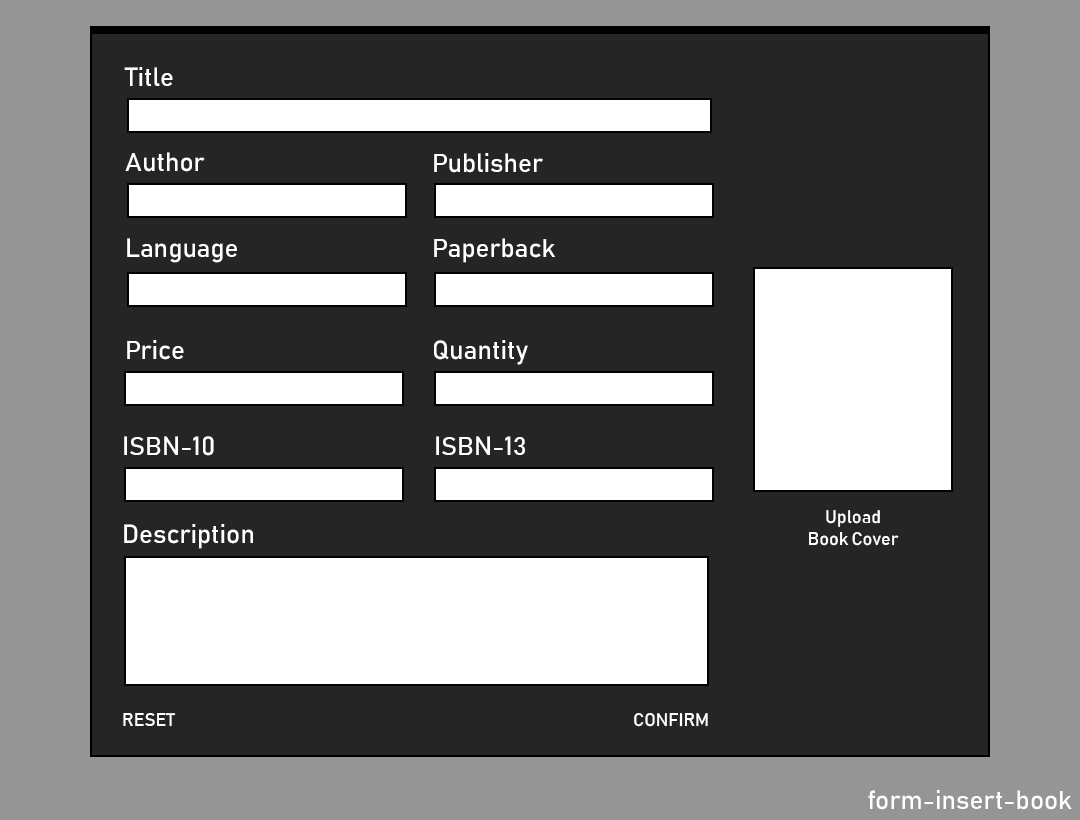 Title
Author
Publisher
Language
Paperback
Price
Quantity
ISBN-10
ISBN-13
Description
Upload
Book Cover
RESET
CONFIRM
form-insert-book